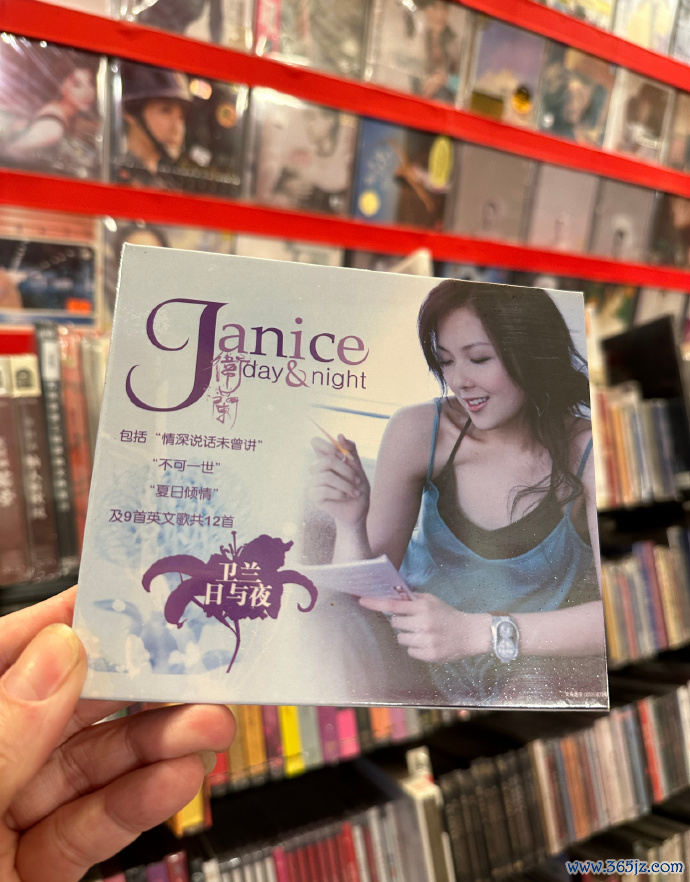 Janice
衛蘭
day & night
包括 “情深说话未曾讲”
“不可一世”
“夏日倾情”
及9首英文歌共12首
卫兰
日与夜
www.365jz.com